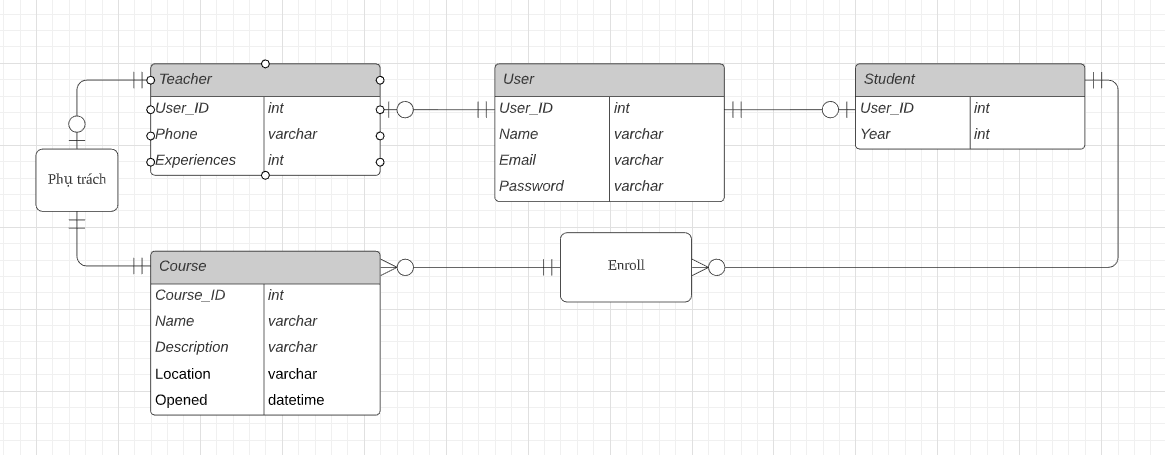 Teacher
User_ID int
Phone varchar
Experiences int
User
User_ID int
Name varchar
Email varchar
Password varchar
Student
User_ID int
Year int
Phụ trách
Course
Course_ID int
Name varchar
Description varchar
Location varchar
Opened datetime
Enroll